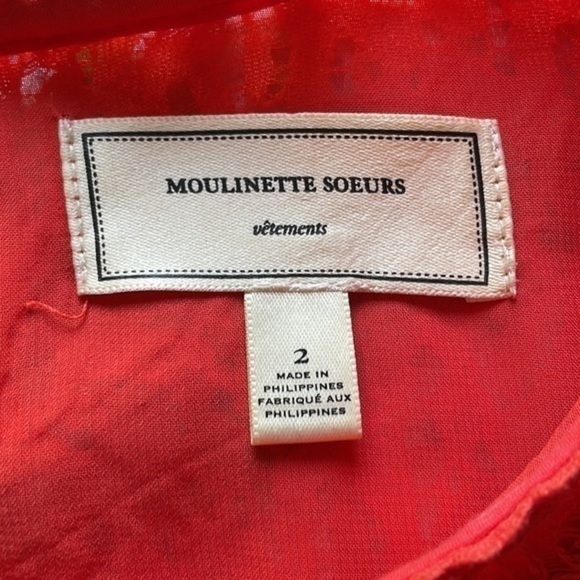 MOULINETTE SOEURS
vêtements
2
MADE IN
PHILIPPINES
FABRIQUÉ AUX
PHILIPPINES